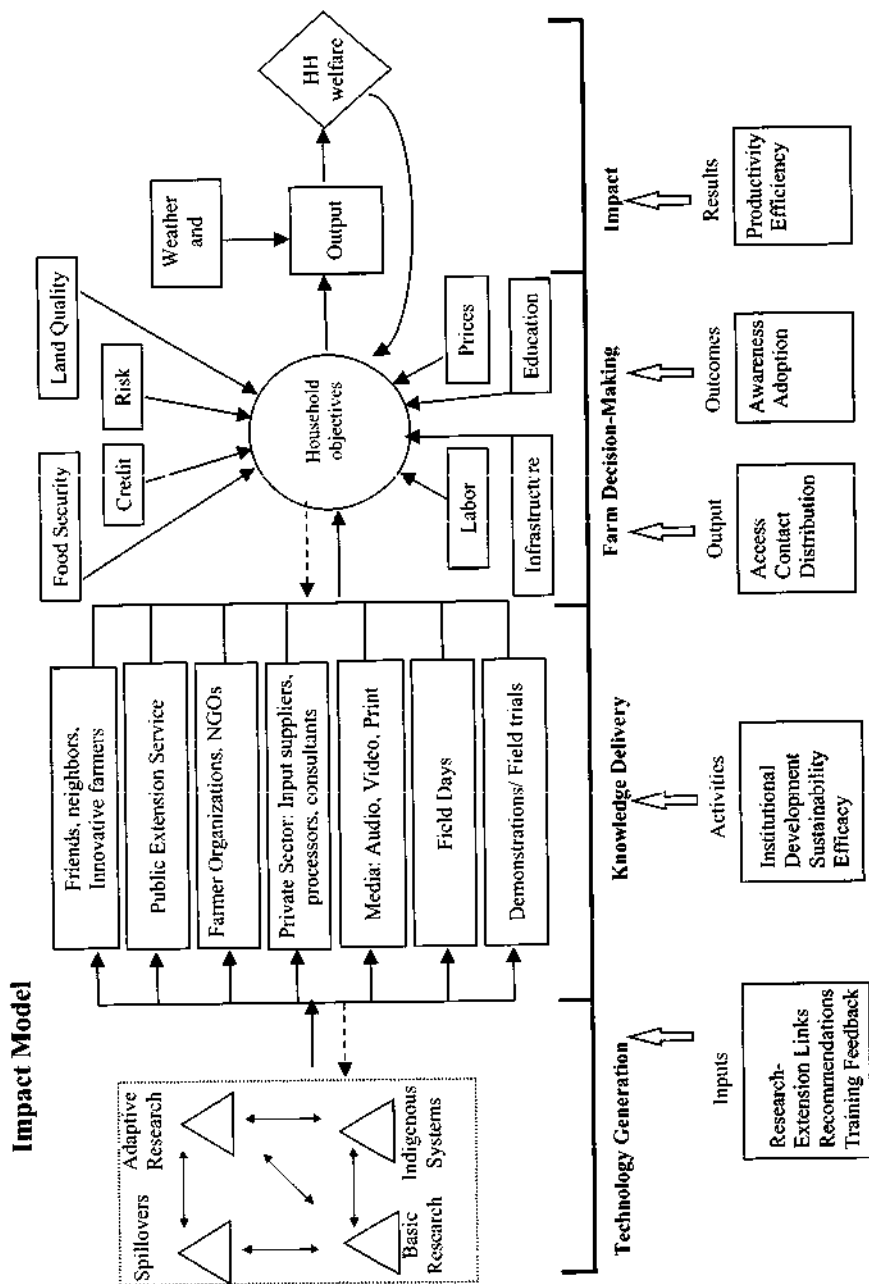 Impact Model
Spillovers
Adaptive
Research
Basic
Research
Indigenous
Systems
Friends, neighbors,
Innovative farmers
Public Extension Service
Farmer Organizations, NGOs
Private Sector: Input suppliers,
processors, consultants
Media: Audio, Video, Print
Field Days
Demonstrations/ Field trials
Food Security
Credit
Risk
Land Quality
Household
objectives
Labor
Infrastructure
Prices
Education
Weather
and
Output
HH
welfare
Technology Generation
Knowledge Delivery
Farm Decision-Making
Impact
Inputs
Activities
Output
Outcomes
Results
Research-
Extension Links
Recommendations
Training Feedback
Institutional
Development
Sustainability
Efficacy
Access
Contact
Distribution
Awareness
Adoption
Productivity
Efficiency